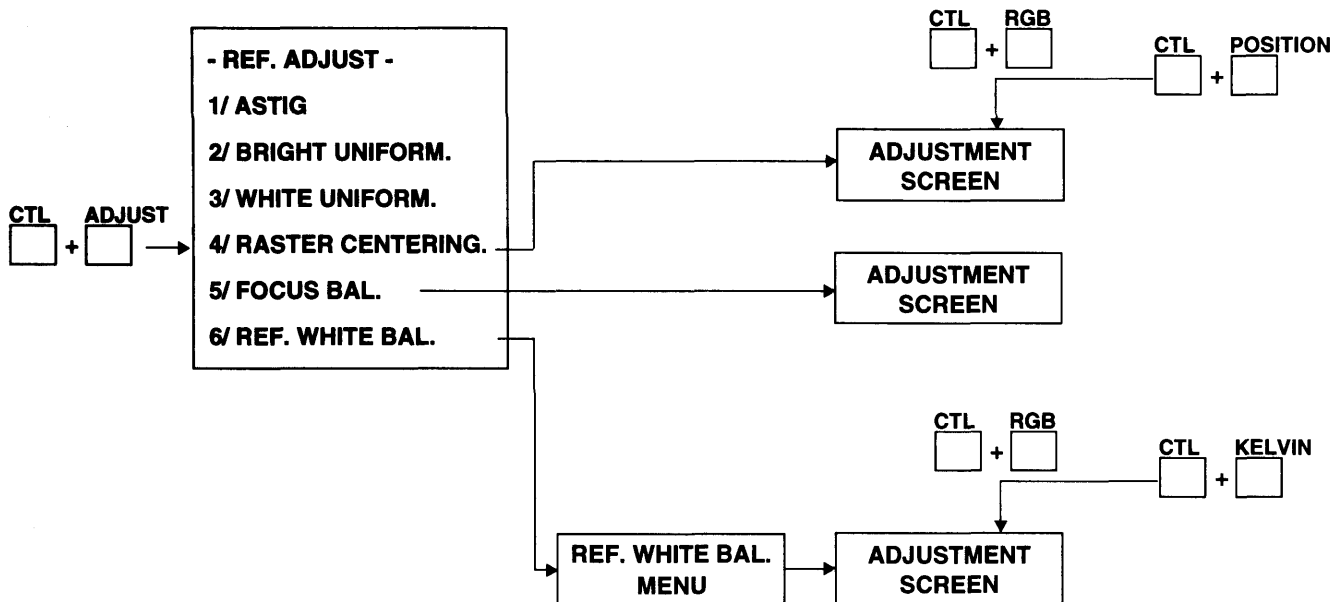 CTL + RGB
CTL + POSITION
- REF. ADJUST -
1/ ASTIG
2/ BRIGHT UNIFORM.
3/ WHITE UNIFORM.
4/ RASTER CENTERING.
5/ FOCUS BAL.
6/ REF. WHITE BAL.
CTL + ADJUST
ADJUSTMENT
SCREEN
ADJUSTMENT
SCREEN
CTL + RGB
CTL + KELVIN
REF. WHITE BAL.
MENU
ADJUSTMENT
SCREEN